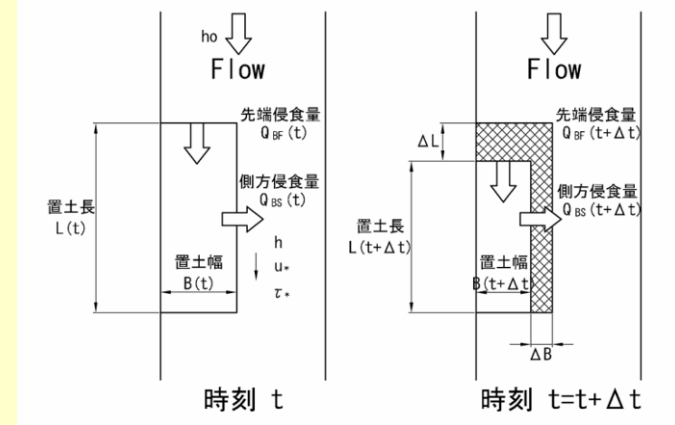 ho
Flow
先端侵食量
QBF(t)
側方侵食量
QBS(t)
置土長
L(t)
h
u*
τ*
置土幅
B(t)
時刻 t
Flow
先端侵食量
QBF(t+Δt)
ΔL
側方侵食量
QBS(t+Δt)
置土長
L(t+Δt)
置土幅
B(t+Δt)
ΔB
時刻 t=t+Δt